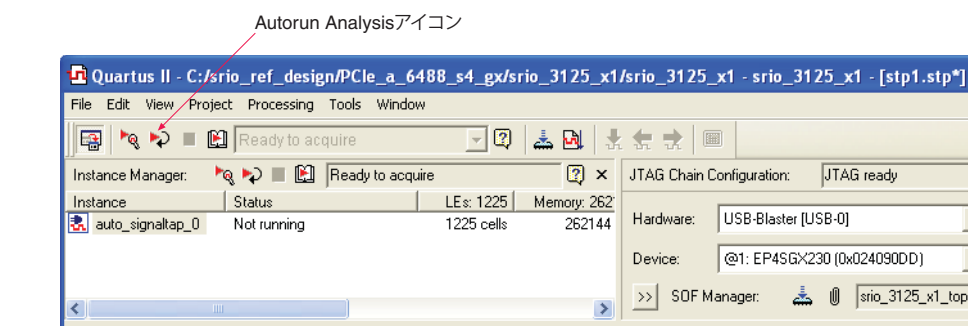 Autorun Analysisアイコン
Quartus II - C:/srio_ref_design/PCIe_a_6488_s4_gx/srio_3125_x1/srio_3125_x1 - srio_3125_x1 - [stp1.stp*]
File Edit View Project Processing Tools Window
Ready to acquire
Instance Manager: Ready to acquire JTAG Chain Configuration: JTAG ready
Instance Status LEs: 1225 Memory: 262
auto_signaltap_0 Not running 1225 cells 262144
Hardware: USB-Blaster [USB-0]
Device: @1: EP4SGX230 (0x024090DD)
>> SOF Manager: srio_3125_x1_top